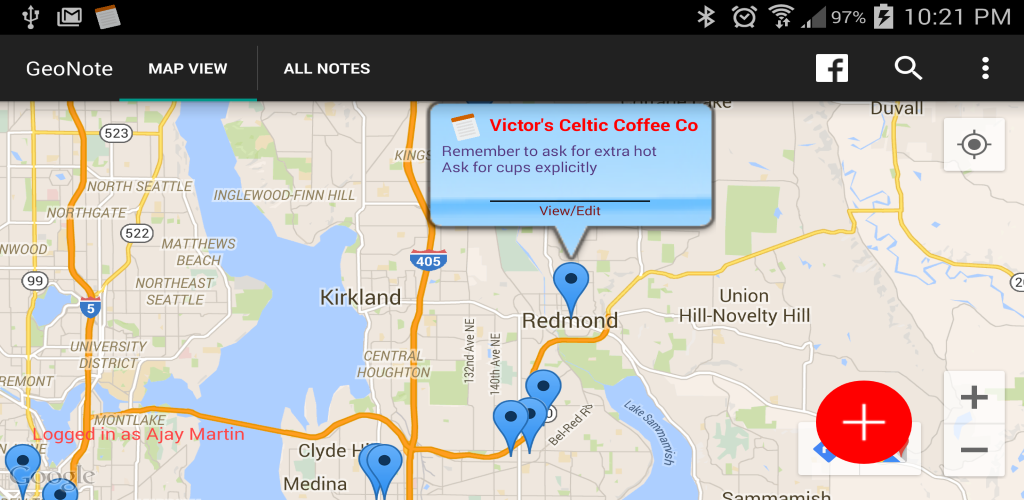 97% 10:21 PM
GeoNote MAP VIEW ALL NOTES
Duvall
Victor's Celtic Coffee Co
Remember to ask for extra hot
Ask for cups explicitly
View/Edit
523
KINGS
NORTH SEATTLE
INGLEWOOD-FINN HILL
NORTHGATE
522
MATTHEWS
BEACH
NWOOD
405
99
NORTHEAST
SEATTLE
Kirkland
5
Union
Hill-Novelty Hill
Redmond
132nd Ave NE
140th Ave NE
UNIVERSITY
DISTRICT
CENTRAL
HOUGHTON
REMONT
MONTLAKE
Bel-Red Rd
Lake Sammamish
Logged in as Ajay Martin
Clyde H
Google
Medina
Sammamish